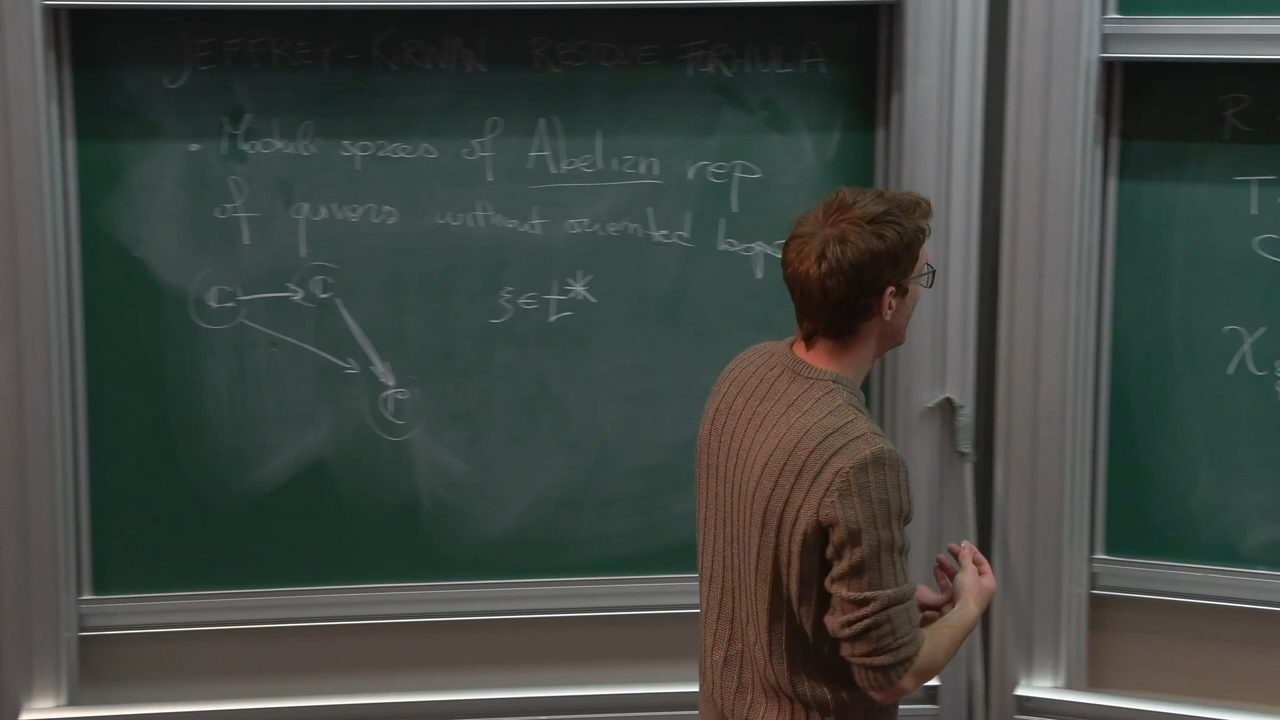 JEFFREY-KIRWAN RESIDUE FORMULA
• Moduli spaces of Abelian rep
of quivers without oriented loops
C → C
C
ξ ∈ t*
R
T
χ